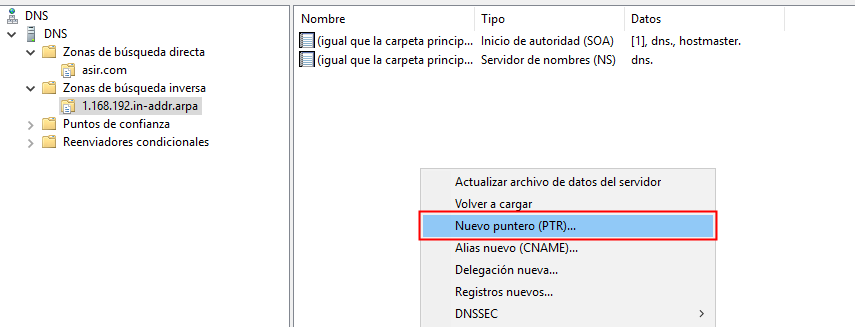 DNS
DNS
Zonas de búsqueda directa
asir.com
Zonas de búsqueda inversa
1.168.192.in-addr.arpa
Puntos de confianza
Reenviadores condicionales
Nombre Tipo Datos
(igual que la carpeta princip... Inicio de autoridad (SOA) [1], dns., hostmaster.
(igual que la carpeta princip... Servidor de nombres (NS) dns.
Actualizar archivo de datos del servidor
Volver a cargar
Nuevo puntero (PTR)...
Alias nuevo (CNAME)...
Delegación nueva...
Registros nuevos...
DNSSEC